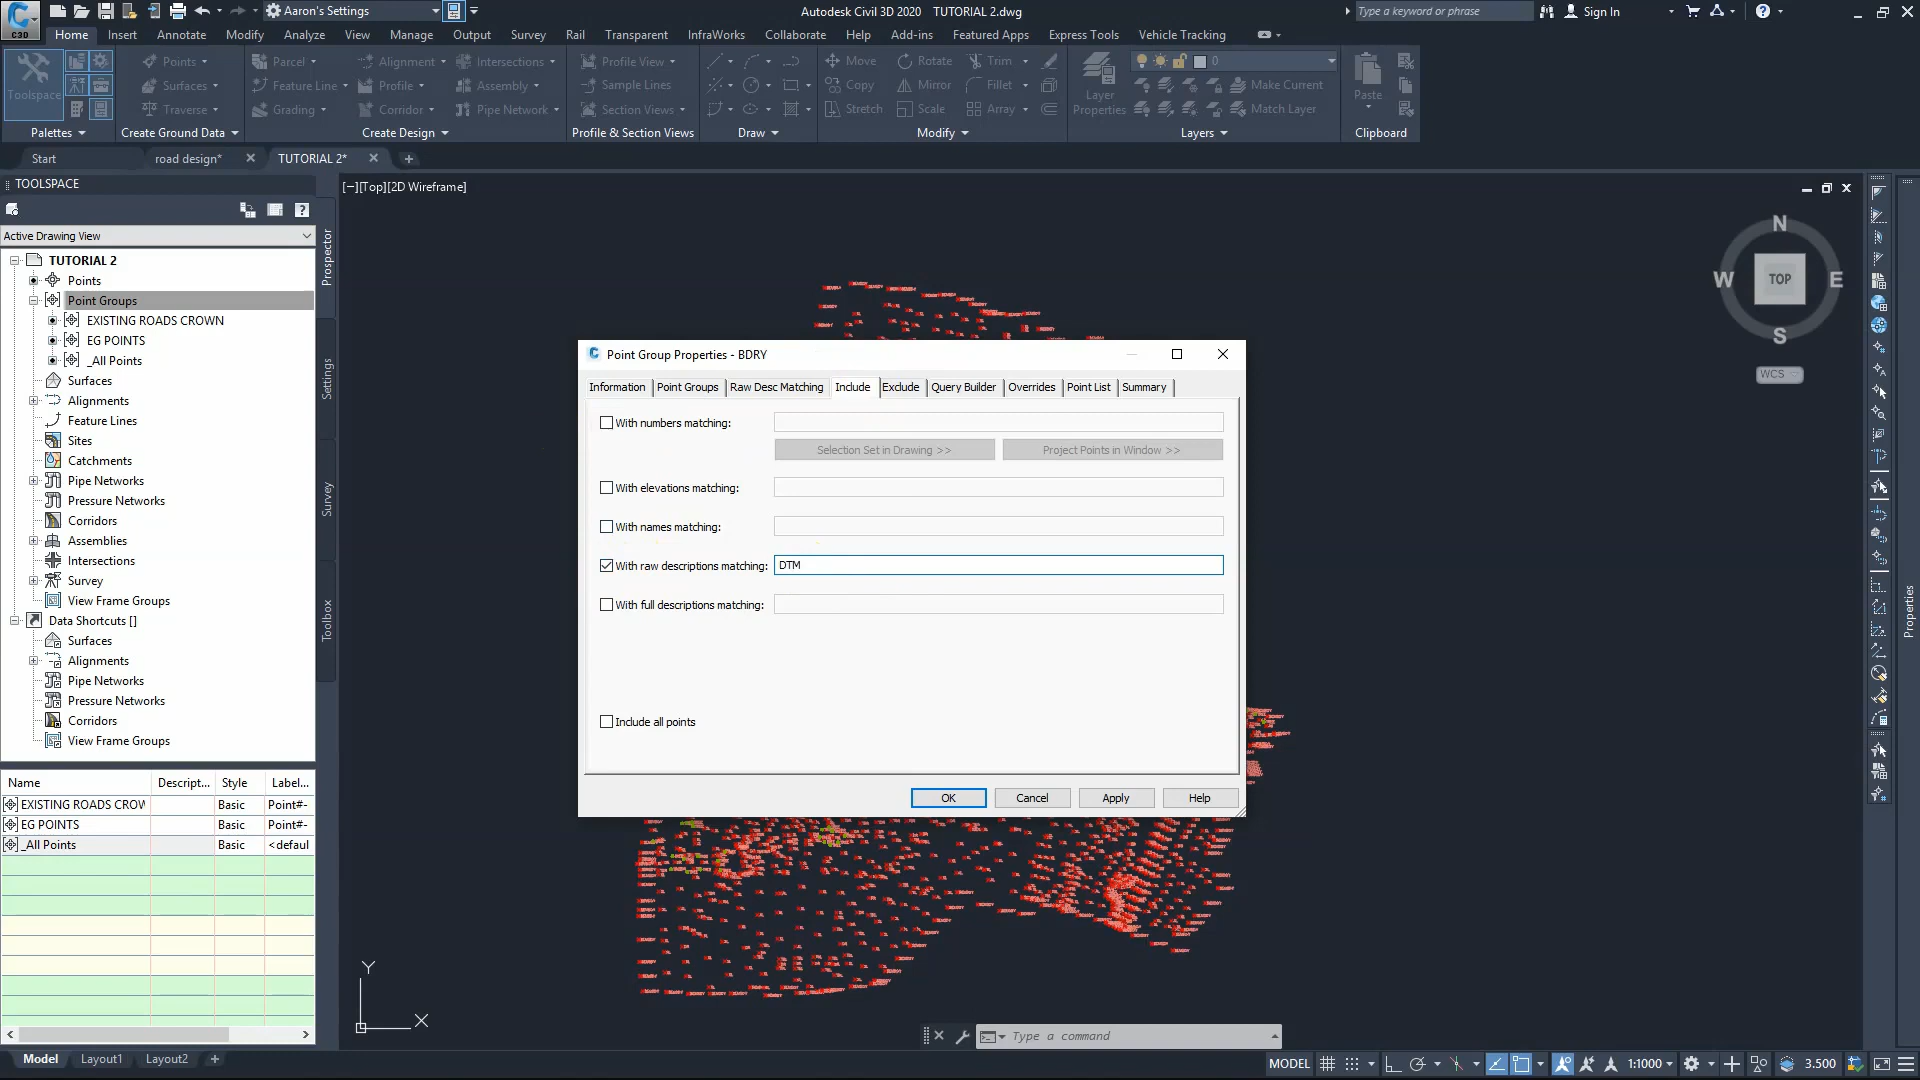 Aaron's Settings
Autodesk Civil 3D 2020 TUTORIAL 2.dwg
Type a keyword or phrase
Sign In
C3D
Home Insert Annotate Modify Analyze View Manage Output Survey Rail Transparent InfraWorks Collaborate Help Add-ins Featured Apps Express Tools Vehicle Tracking
Toolspace
Points
Surfaces
Traverse
Parcel
Feature Line
Grading
Alignment
Profile
Corridor
Intersections
Assembly
Pipe Network
Profile View
Sample Lines
Section Views
Move
Copy
Stretch
Rotate
Mirror
Scale
Trim
Fillet
Array
Layer
Properties
0
Make Current
Match Layer
Paste
Palettes
Create Ground Data
Create Design
Profile & Section Views
Draw
Modify
Layers
Clipboard
Start
road design*
TUTORIAL 2*
TOOLSPACE
Active Drawing View
TUTORIAL 2
Points
Point Groups
EXISTING ROADS CROWN
EG POINTS
_All Points
Surfaces
Alignments
Feature Lines
Sites
Catchments
Pipe Networks
Pressure Networks
Corridors
Assemblies
Intersections
Survey
View Frame Groups
Data Shortcuts []
Surfaces
Alignments
Pipe Networks
Pressure Networks
Corridors
View Frame Groups
Prospector
Settings
Survey
Toolbox
Name Descript... Style Label...
EXISTING ROADS CROW Basic Point#-
EG POINTS Basic Point#-
_All Points Basic <defaul
[−][Top][2D Wireframe]
N
W TOP E
S
WCS
Properties
Point Group Properties - BDRY
Information Point Groups Raw Desc Matching Include Exclude Query Builder Overrides Point List Summary
With numbers matching:
Selection Set in Drawing >> Project Points in Window >>
With elevations matching:
With names matching:
With raw descriptions matching: DTM
With full descriptions matching:
Include all points
OK Cancel Apply Help
Y
X
Type a command
Model Layout1 Layout2
MODEL
1:1000
3.500